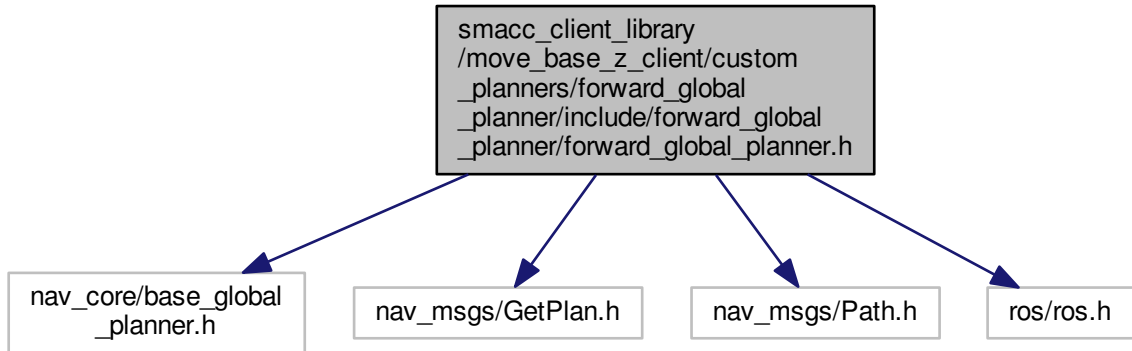 smacc_client_library
/move_base_z_client/custom
_planners/forward_global
_planner/include/forward_global
_planner/forward_global_planner.h
nav_core/base_global
_planner.h
nav_msgs/GetPlan.h
nav_msgs/Path.h
ros/ros.h